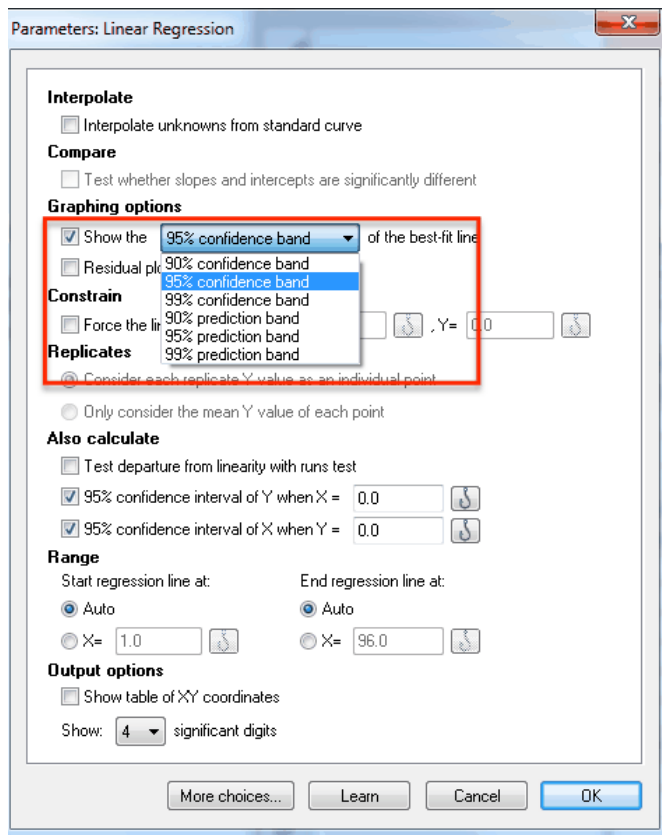 Parameters: Linear Regression
Interpolate
Interpolate unknowns from standard curve
Compare
Test whether slopes and intercepts are significantly different
Graphing options
Show the 95% confidence band of the best-fit line
90% confidence band
Residual plo
95% confidence band
Constrain
99% confidence band
90% prediction band
Force the lin , Y= 0.0
95% prediction band
Replicates
99% prediction band
Consider each replicate Y value as an individual point
Only consider the mean Y value of each point
Also calculate
Test departure from linearity with runs test
95% confidence interval of Y when X = 0.0
95% confidence interval of X when Y = 0.0
Range
Start regression line at: End regression line at:
Auto Auto
X= 1.0 X= 96.0
Output options
Show table of XY coordinates
Show: 4 significant digits
More choices... Learn Cancel OK